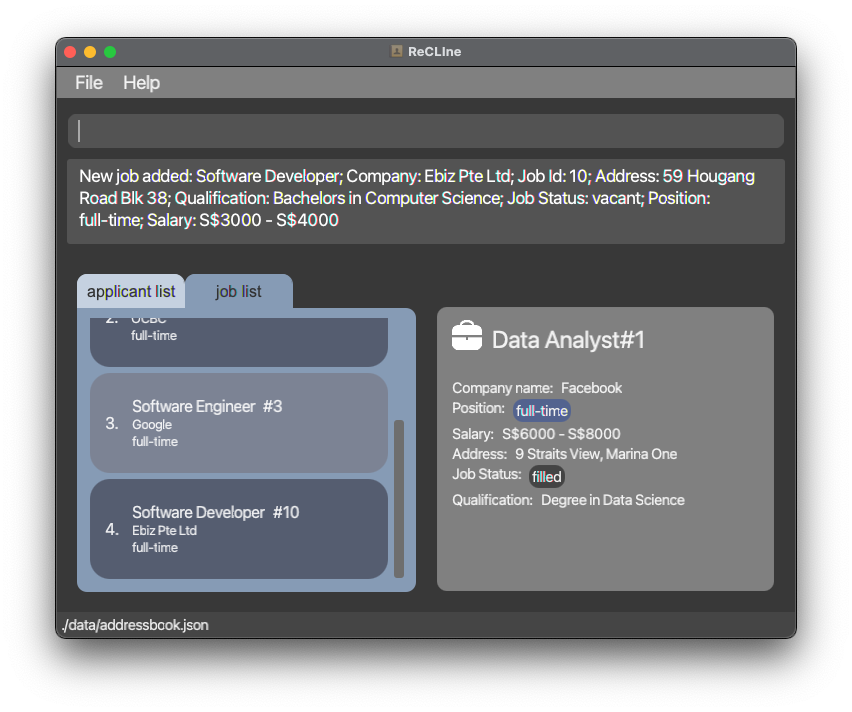 ReCLIne
File Help
New job added: Software Developer; Company: Ebiz Pte Ltd; Job Id: 10; Address: 59 Hougang
Road Blk 38; Qualification: Bachelors in Computer Science; Job Status: vacant; Position:
full-time; Salary: S$3000 - S$4000
applicant list
job list
2.
OCBC
full-time
3.
Software Engineer #3
Google
full-time
4.
Software Developer #10
Ebiz Pte Ltd
full-time
Data Analyst#1
Company name: Facebook
Position: full-time
Salary: S$6000 - S$8000
Address: 9 Straits View, Marina One
Job Status: filled
Qualification: Degree in Data Science
./data/addressbook.json